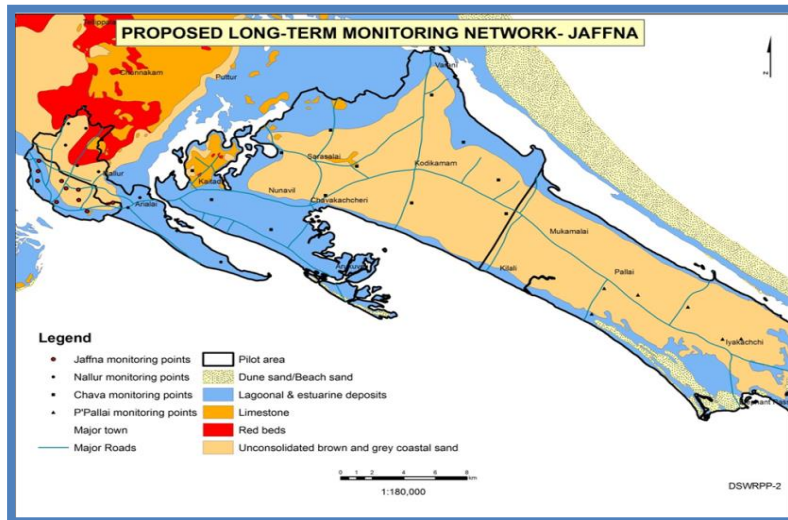 Tellippalai
PROPOSED LONG-TERM MONITORING NETWORK- JAFFNA
Chunnakam
Puttur
Varani
Sarasalai
Kodikamam
Nallur
Kaitadi
Nunavil
Chavakachcheri
Arialai
Mukamalai
Kilali
Pallai
Iyakachchi
Legend
Jaffna monitoring points
Nallur monitoring points
Chava monitoring points
P'Pallai monitoring points
Major town
Major Roads
Pilot area
Dune sand/Beach sand
Lagoonal & estuarine deposits
Limestone
Red beds
Unconsolidated brown and grey coastal sand
0 1 2 4 6 8
km
1:180,000
DSWRPP-2